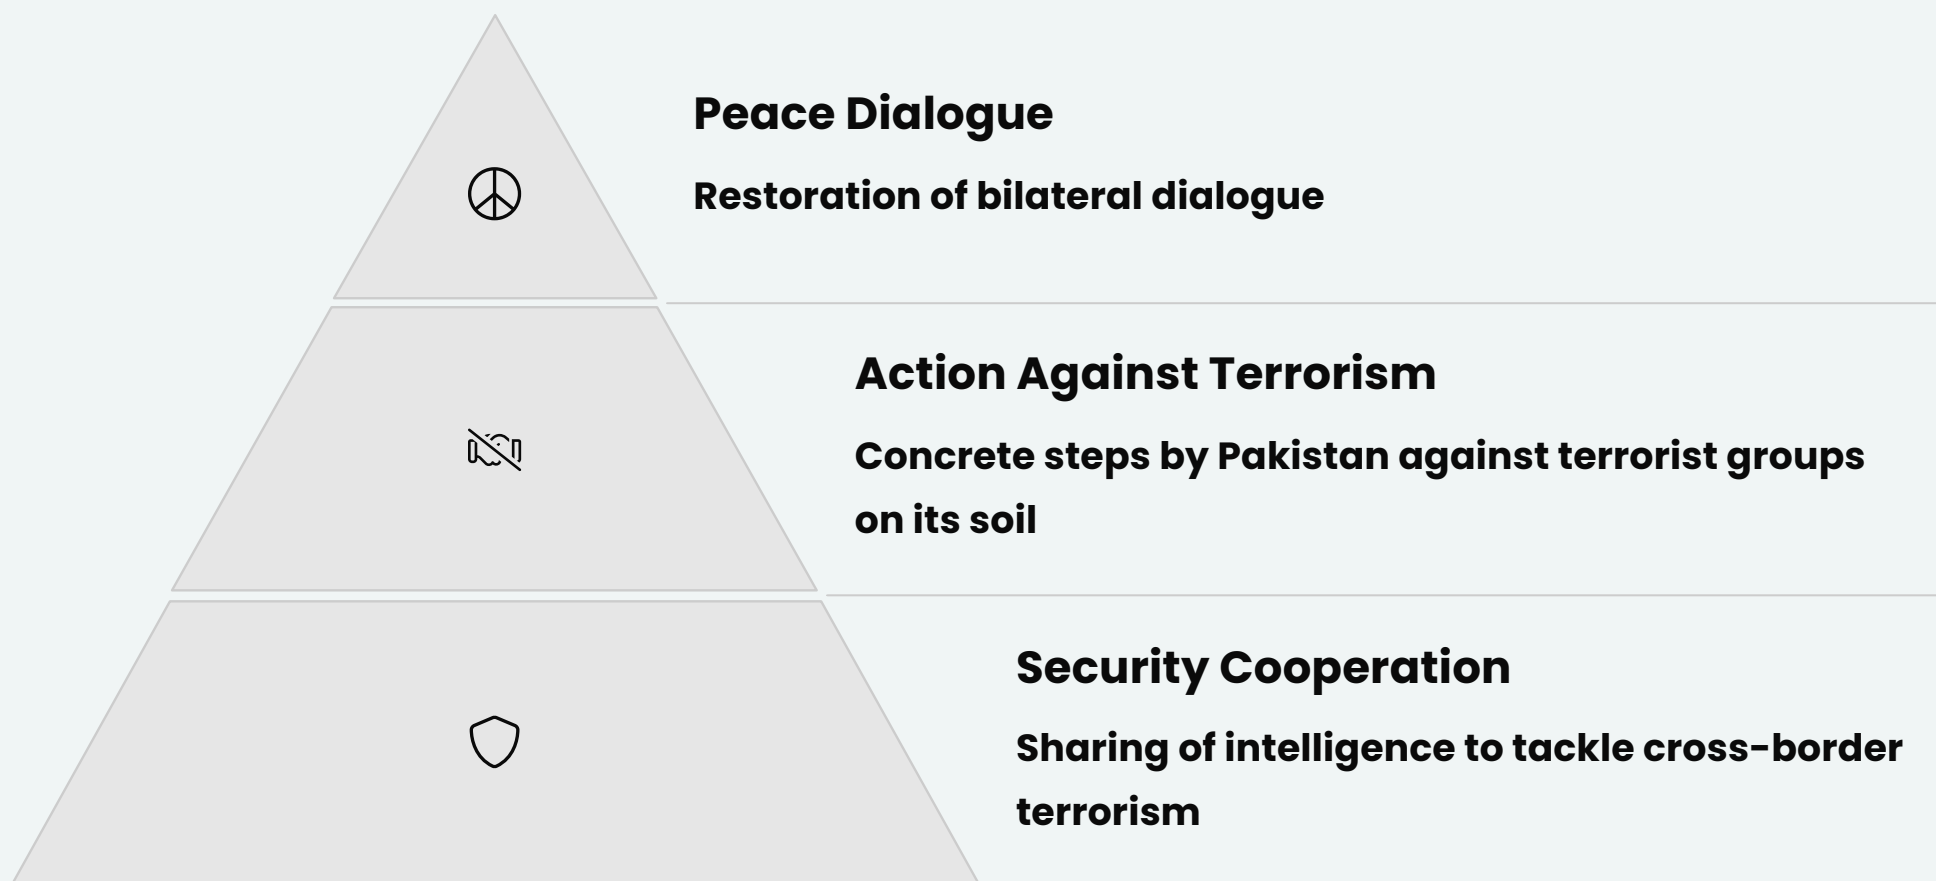 Peace Dialogue
Restoration of bilateral dialogue
Action Against Terrorism
Concrete steps by Pakistan against terrorist groups
on its soil
Security Cooperation
Sharing of intelligence to tackle cross-border
terrorism